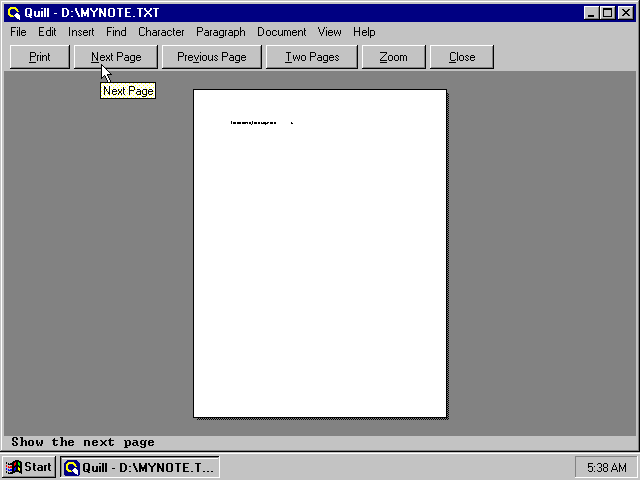 Quill - D:\MYNOTE.TXT
File Edit Insert Find Character Paragraph Document View Help
Print Next Page Previous Page Two Pages Zoom Close
Next Page
Show the next page
Start Quill - D:\MYNOTE.T... 5:38 AM